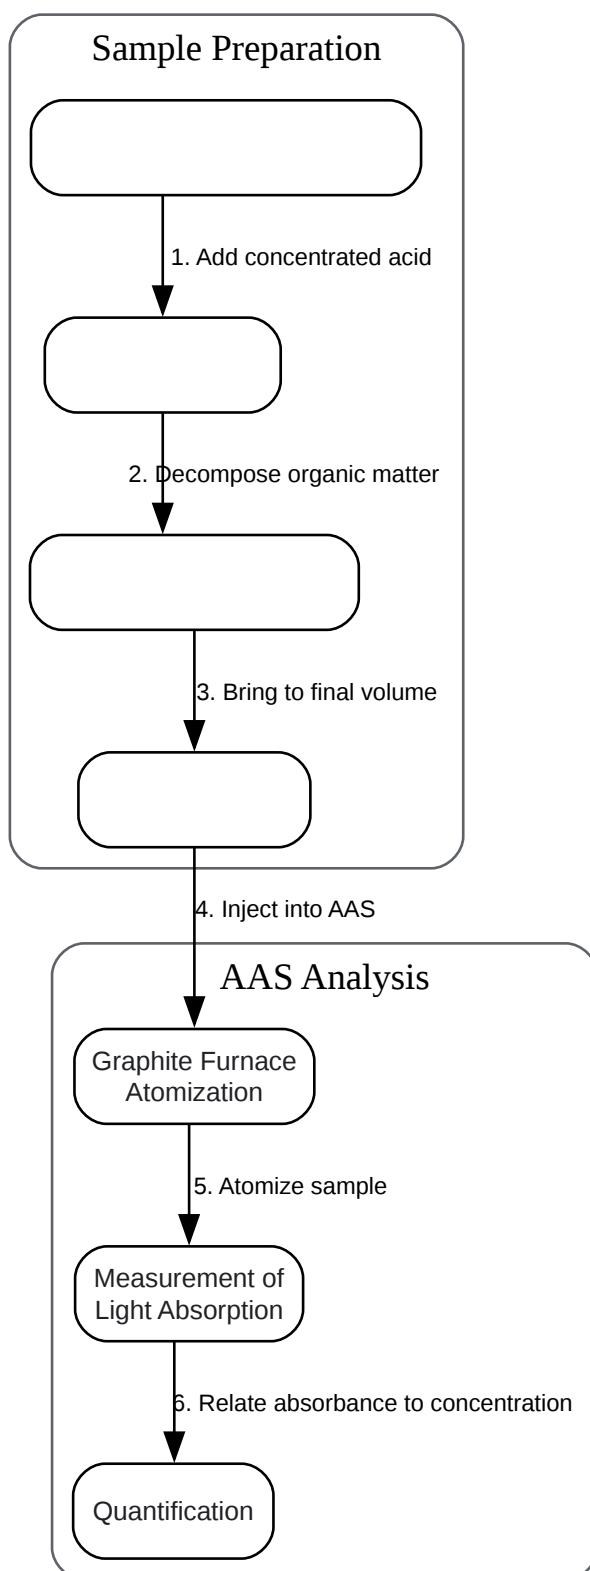 Sample Preparation
1. Add concentrated acid
2. Decompose organic matter
3. Bring to final volume
4. Inject into AAS
AAS Analysis
Graphite Furnace
Atomization
5. Atomize sample
Measurement of
Light Absorption
6. Relate absorbance to concentration
Quantification